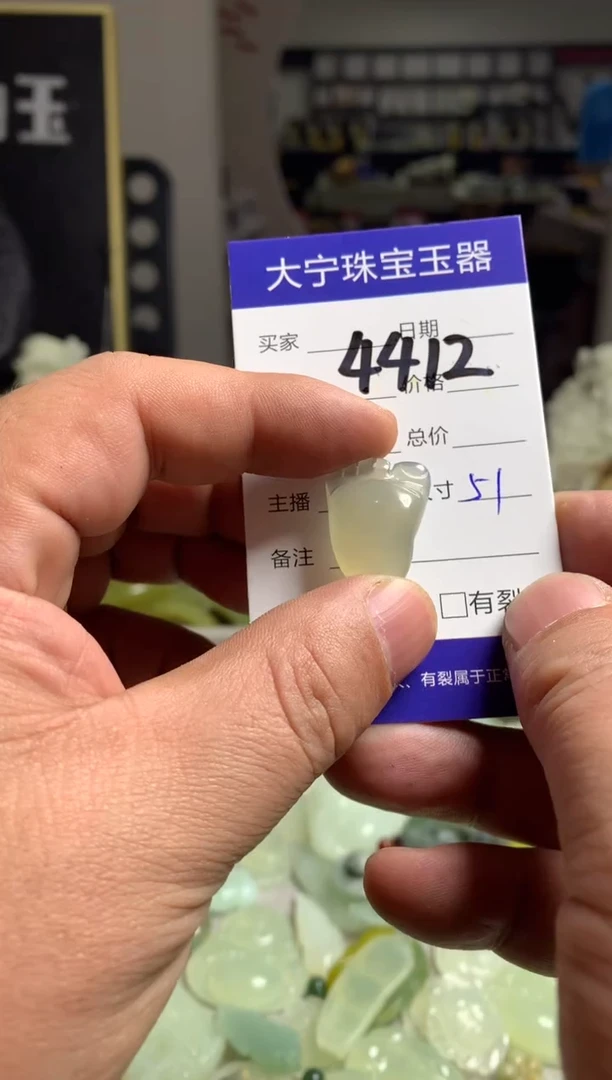 玉
大宁珠宝玉器
买家 日期
4412
价格
总价
主播 寸 51
备注
□有裂
、有裂属于正常